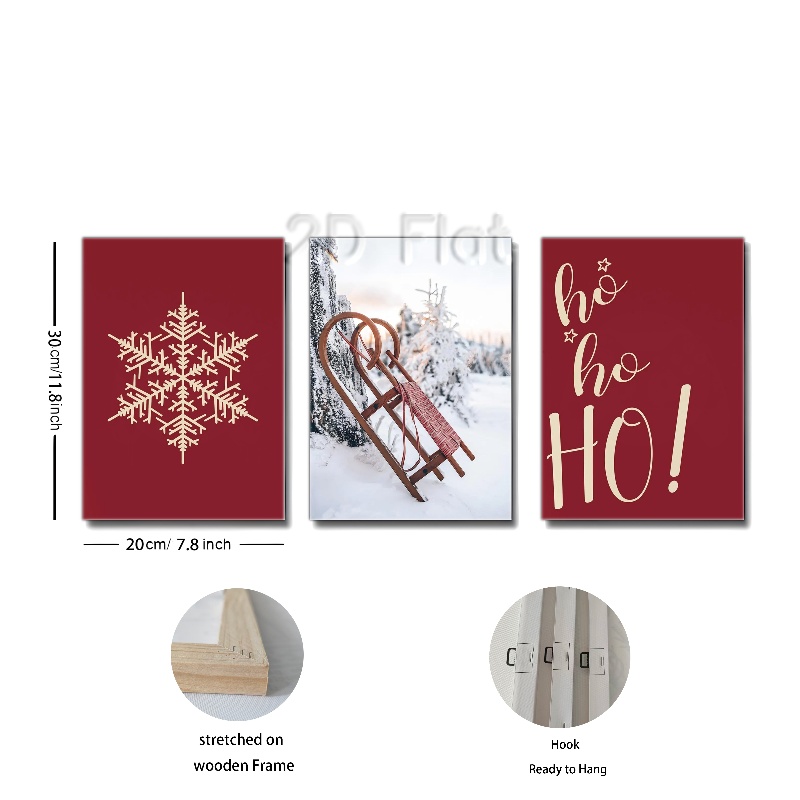 2D Flat
ho
ho
HO!
30cm/11.8inch
20cm/ 7.8 inch
stretched on
wooden Frame
Hook
Ready to Hang